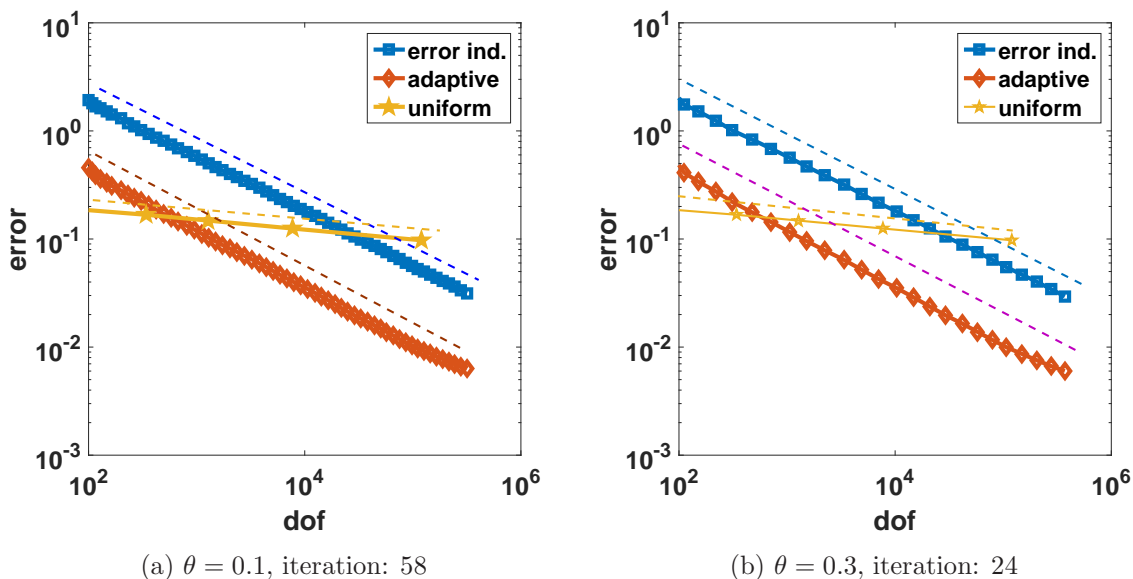 10^1
10^0
10^-1
10^-2
10^-3
error
error ind.
adaptive
uniform
10^2
10^4
10^6
dof
(a) θ = 0.1, iteration: 58
10^1
10^0
10^-1
10^-2
10^-3
error
error ind.
adaptive
uniform
10^2
10^4
10^6
dof
(b) θ = 0.3, iteration: 24